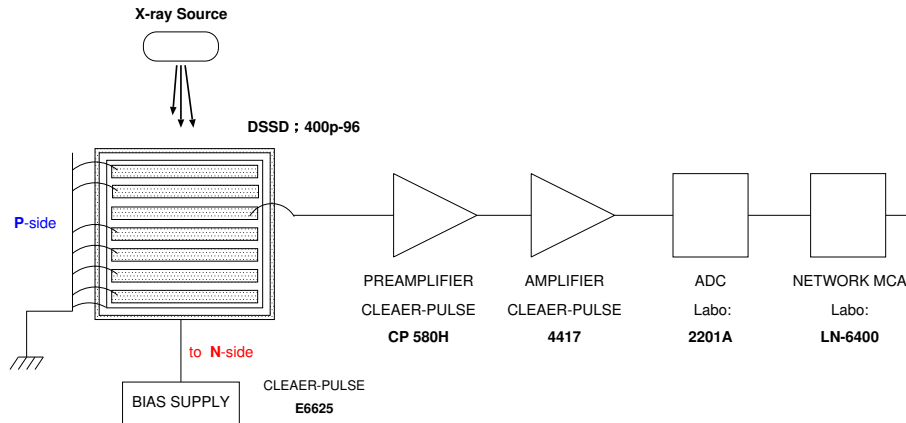 X-ray Source
DSSD ; 400p-96
P-side
PREAMPLIFIER
CLEAER-PULSE
CP 580H
AMPLIFIER
CLEAER-PULSE
4417
ADC
Labo:
2201A
NETWORK MCA
Labo:
LN-6400
to N-side
BIAS SUPPLY
CLEAER-PULSE
E6625